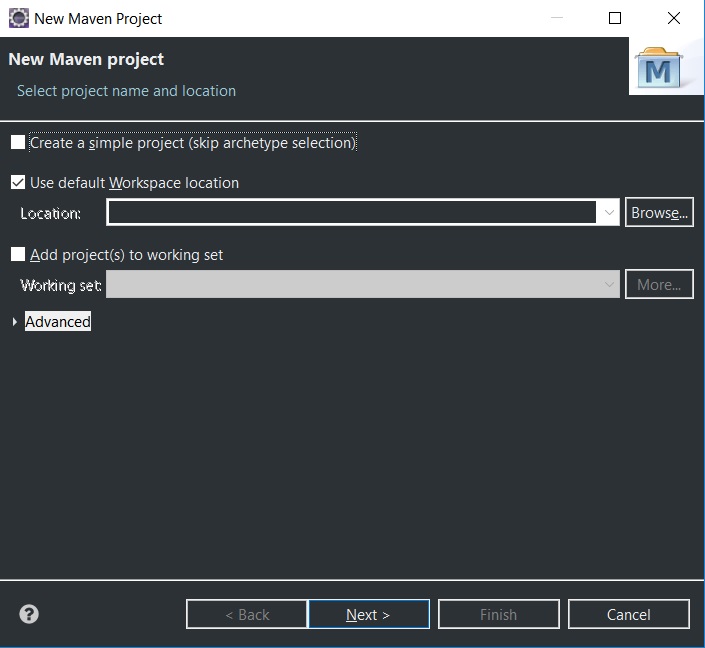 New Maven Project
New Maven project
M
Select project name and location
Create a simple project (skip archetype selection)
Use default Workspace location
Location:
Browse...
Add project(s) to working set
Working set:
More...
Advanced
?
< Back
Next >
Finish
Cancel